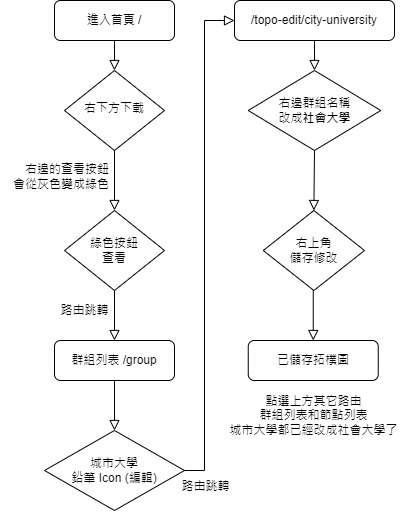 進入首頁 /
右下方下載
右邊的查看按鈕
會從灰色變成綠色
綠色按鈕
查看
路由跳轉
群組列表 /group
城市大學
鉛筆 Icon (編輯)
路由跳轉
/topo-edit/city-university
右邊群組名稱
改成社會大學
右上角
儲存修改
已儲存拓樸圖
點選上方其它路由
群組列表和節點列表
城市大學都已經改成社會大學了